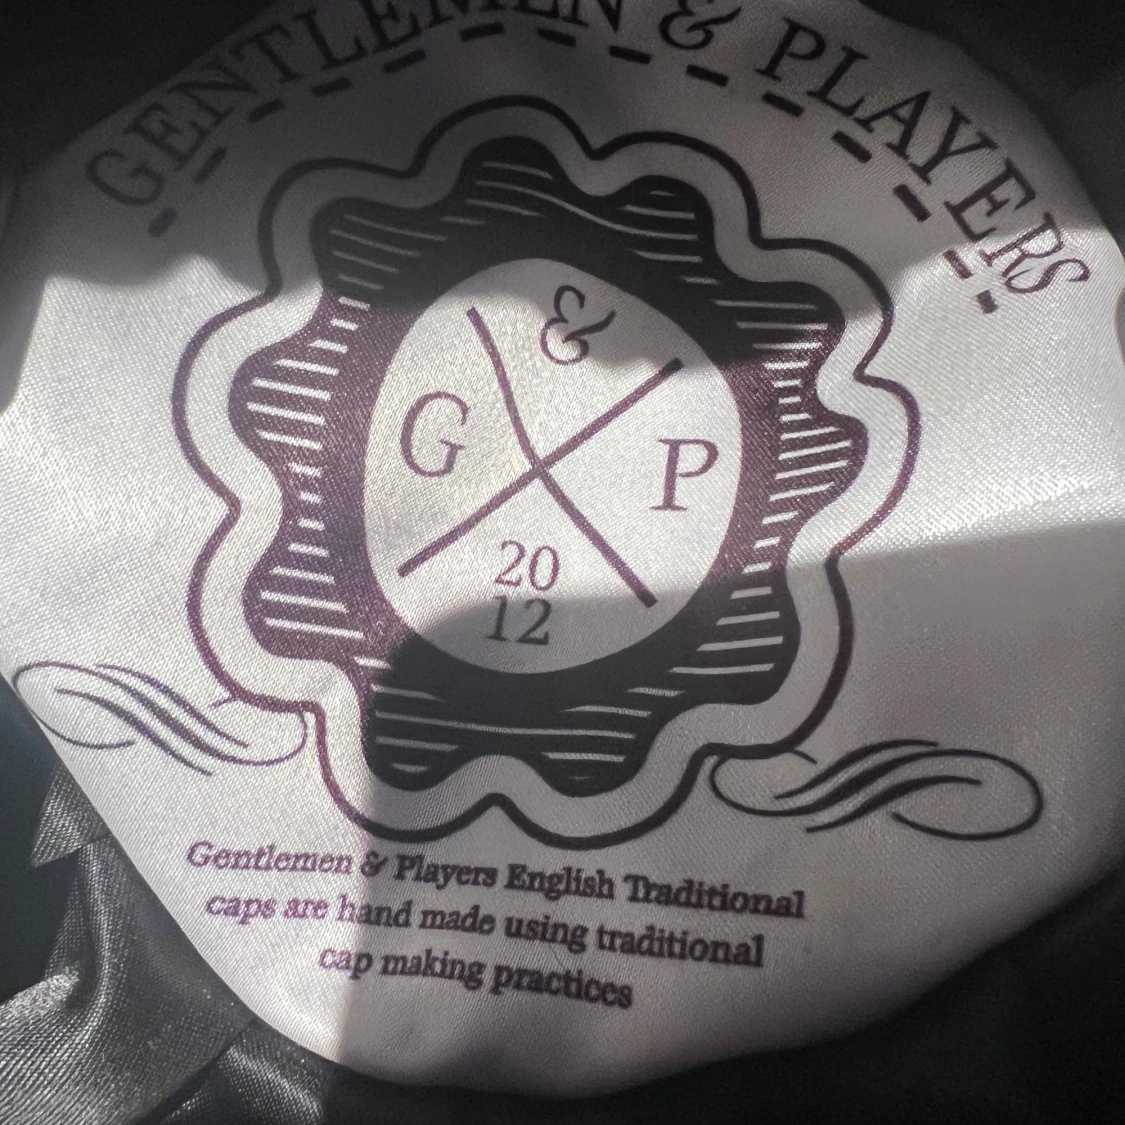 GENTLEMEN & PLAYERS
&
G P
20
12
Gentlemen & Players English Traditional
caps are hand made using traditional
cap making practices